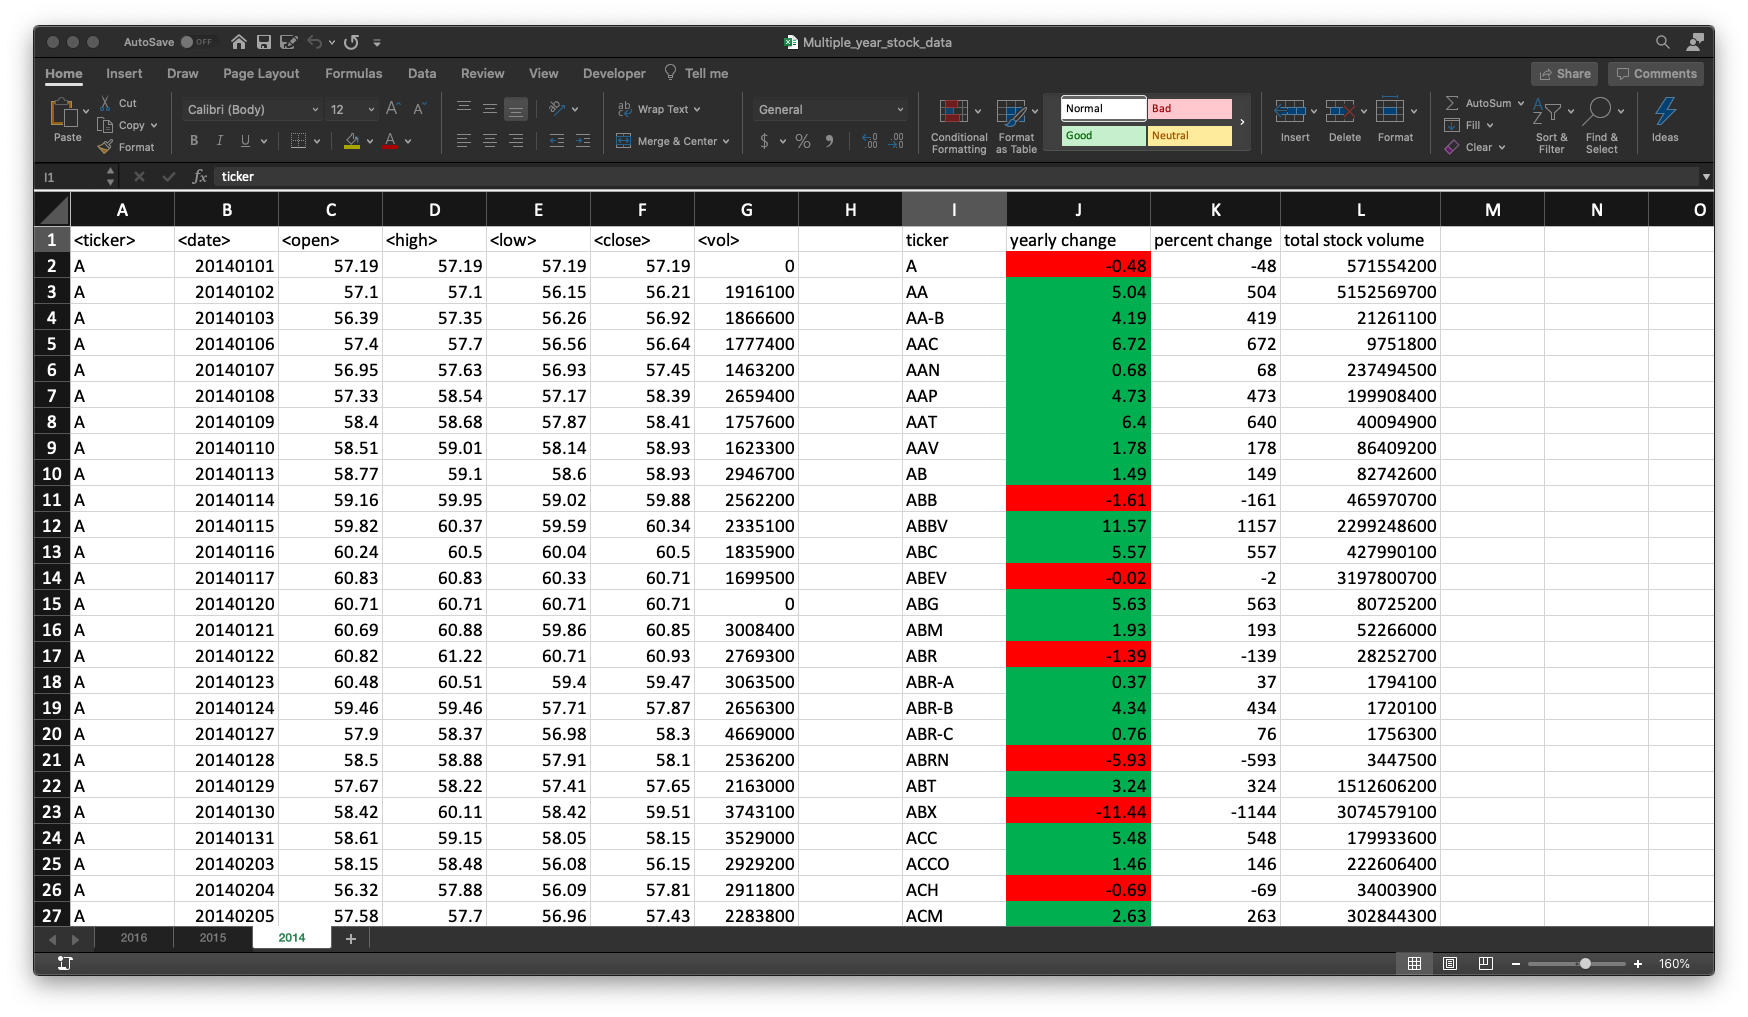 AutoSave OFF Multiple_year_stock_data
Home Insert Draw Page Layout Formulas Data Review View Developer Tell me Share Comments
Paste Cut Copy Format
Calibri (Body) 12 A A
B I U A
ab Wrap Text
Merge & Center
General
$ % 9
Conditional Formatting Format as Table
Normal Bad
Good Neutral
Insert Delete Format
AutoSum
Fill
Clear
Sort & Filter Find & Select Ideas
I1 fx ticker
A B C D E F G H I J K L M N O
1 <ticker> <date> <open> <high> <low> <close> <vol> ticker yearly change percent change total stock volume
2 A 20140101 57.19 57.19 57.19 57.19 0 A -0.48 -48 571554200
3 A 20140102 57.1 57.1 56.15 56.21 1916100 AA 5.04 504 5152569700
4 A 20140103 56.39 57.35 56.26 56.92 1866600 AA-B 4.19 419 21261100
5 A 20140106 57.4 57.7 56.56 56.64 1777400 AAC 6.72 672 9751800
6 A 20140107 56.95 57.63 56.93 57.45 1463200 AAN 0.68 68 237494500
7 A 20140108 57.33 58.54 57.17 58.39 2659400 AAP 4.73 473 199908400
8 A 20140109 58.4 58.68 57.87 58.41 1757600 AAT 6.4 640 40094900
9 A 20140110 58.51 59.01 58.14 58.93 1623300 AAV 1.78 178 86409200
10 A 20140113 58.77 59.1 58.6 58.93 2946700 AB 1.49 149 82742600
11 A 20140114 59.16 59.95 59.02 59.88 2562200 ABB -1.61 -161 465970700
12 A 20140115 59.82 60.37 59.59 60.34 2335100 ABBV 11.57 1157 2299248600
13 A 20140116 60.24 60.5 60.04 60.5 1835900 ABC 5.57 557 427990100
14 A 20140117 60.83 60.83 60.33 60.71 1699500 ABEV -0.02 -2 3197800700
15 A 20140120 60.71 60.71 60.71 60.71 0 ABG 5.63 563 80725200
16 A 20140121 60.69 60.88 59.86 60.85 3008400 ABM 1.93 193 52266000
17 A 20140122 60.82 61.22 60.71 60.93 2769300 ABR -1.39 -139 28252700
18 A 20140123 60.48 60.51 59.4 59.47 3063500 ABR-A 0.37 37 1794100
19 A 20140124 59.46 59.46 57.71 57.87 2656300 ABR-B 4.34 434 1720100
20 A 20140127 57.9 58.37 56.98 58.3 4669000 ABR-C 0.76 76 1756300
21 A 20140128 58.5 58.88 57.91 58.1 2536200 ABRN -5.93 -593 3447500
22 A 20140129 57.67 58.22 57.41 57.65 2163000 ABT 3.24 324 1512606200
23 A 20140130 58.42 60.11 58.42 59.51 3743100 ABX -11.44 -1144 3074579100
24 A 20140131 58.61 59.15 58.05 58.15 3529000 ACC 5.48 548 179933600
25 A 20140203 58.15 58.48 56.08 56.15 2929200 ACCO 1.46 146 222606400
26 A 20140204 56.32 57.88 56.09 57.81 2911800 ACH -0.69 -69 34003900
27 A 20140205 57.58 57.7 56.96 57.43 2283800 ACM 2.63 263 302844300
2016 2015 2014 +
160%